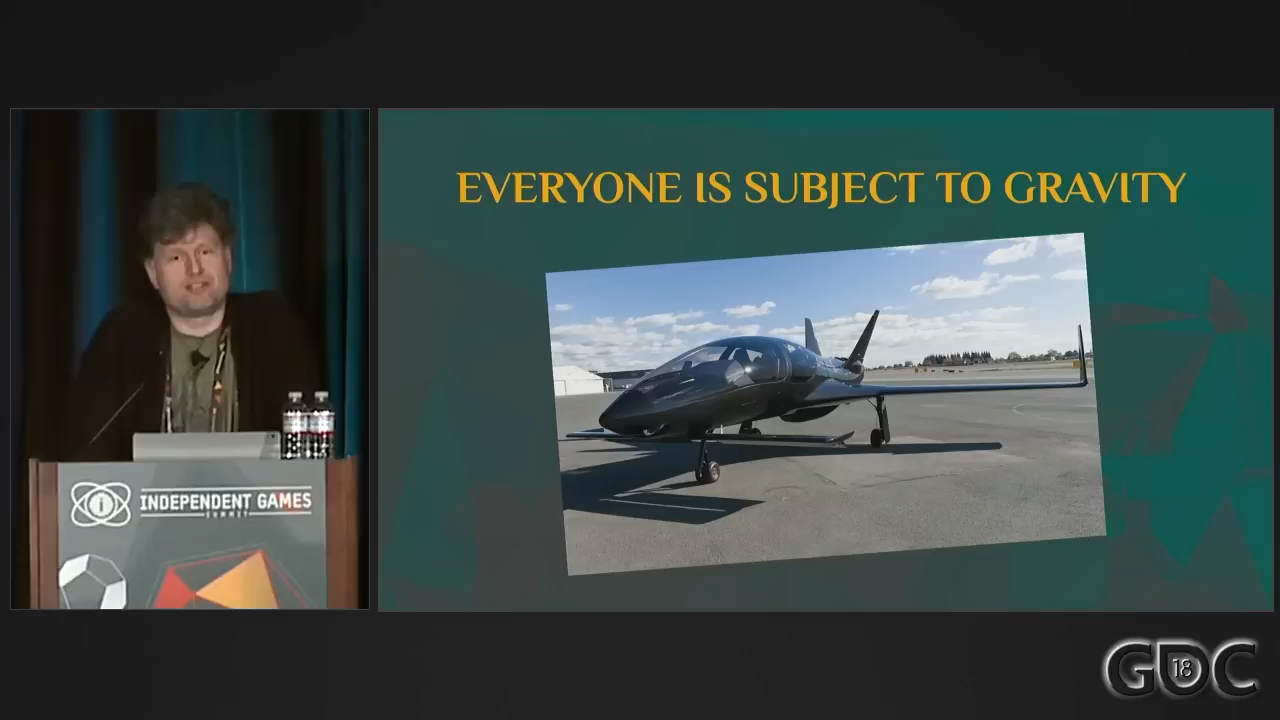 EVERYONE IS SUBJECT TO GRAVITY
INDEPENDENT GAMES
SUMMIT
GDC
18